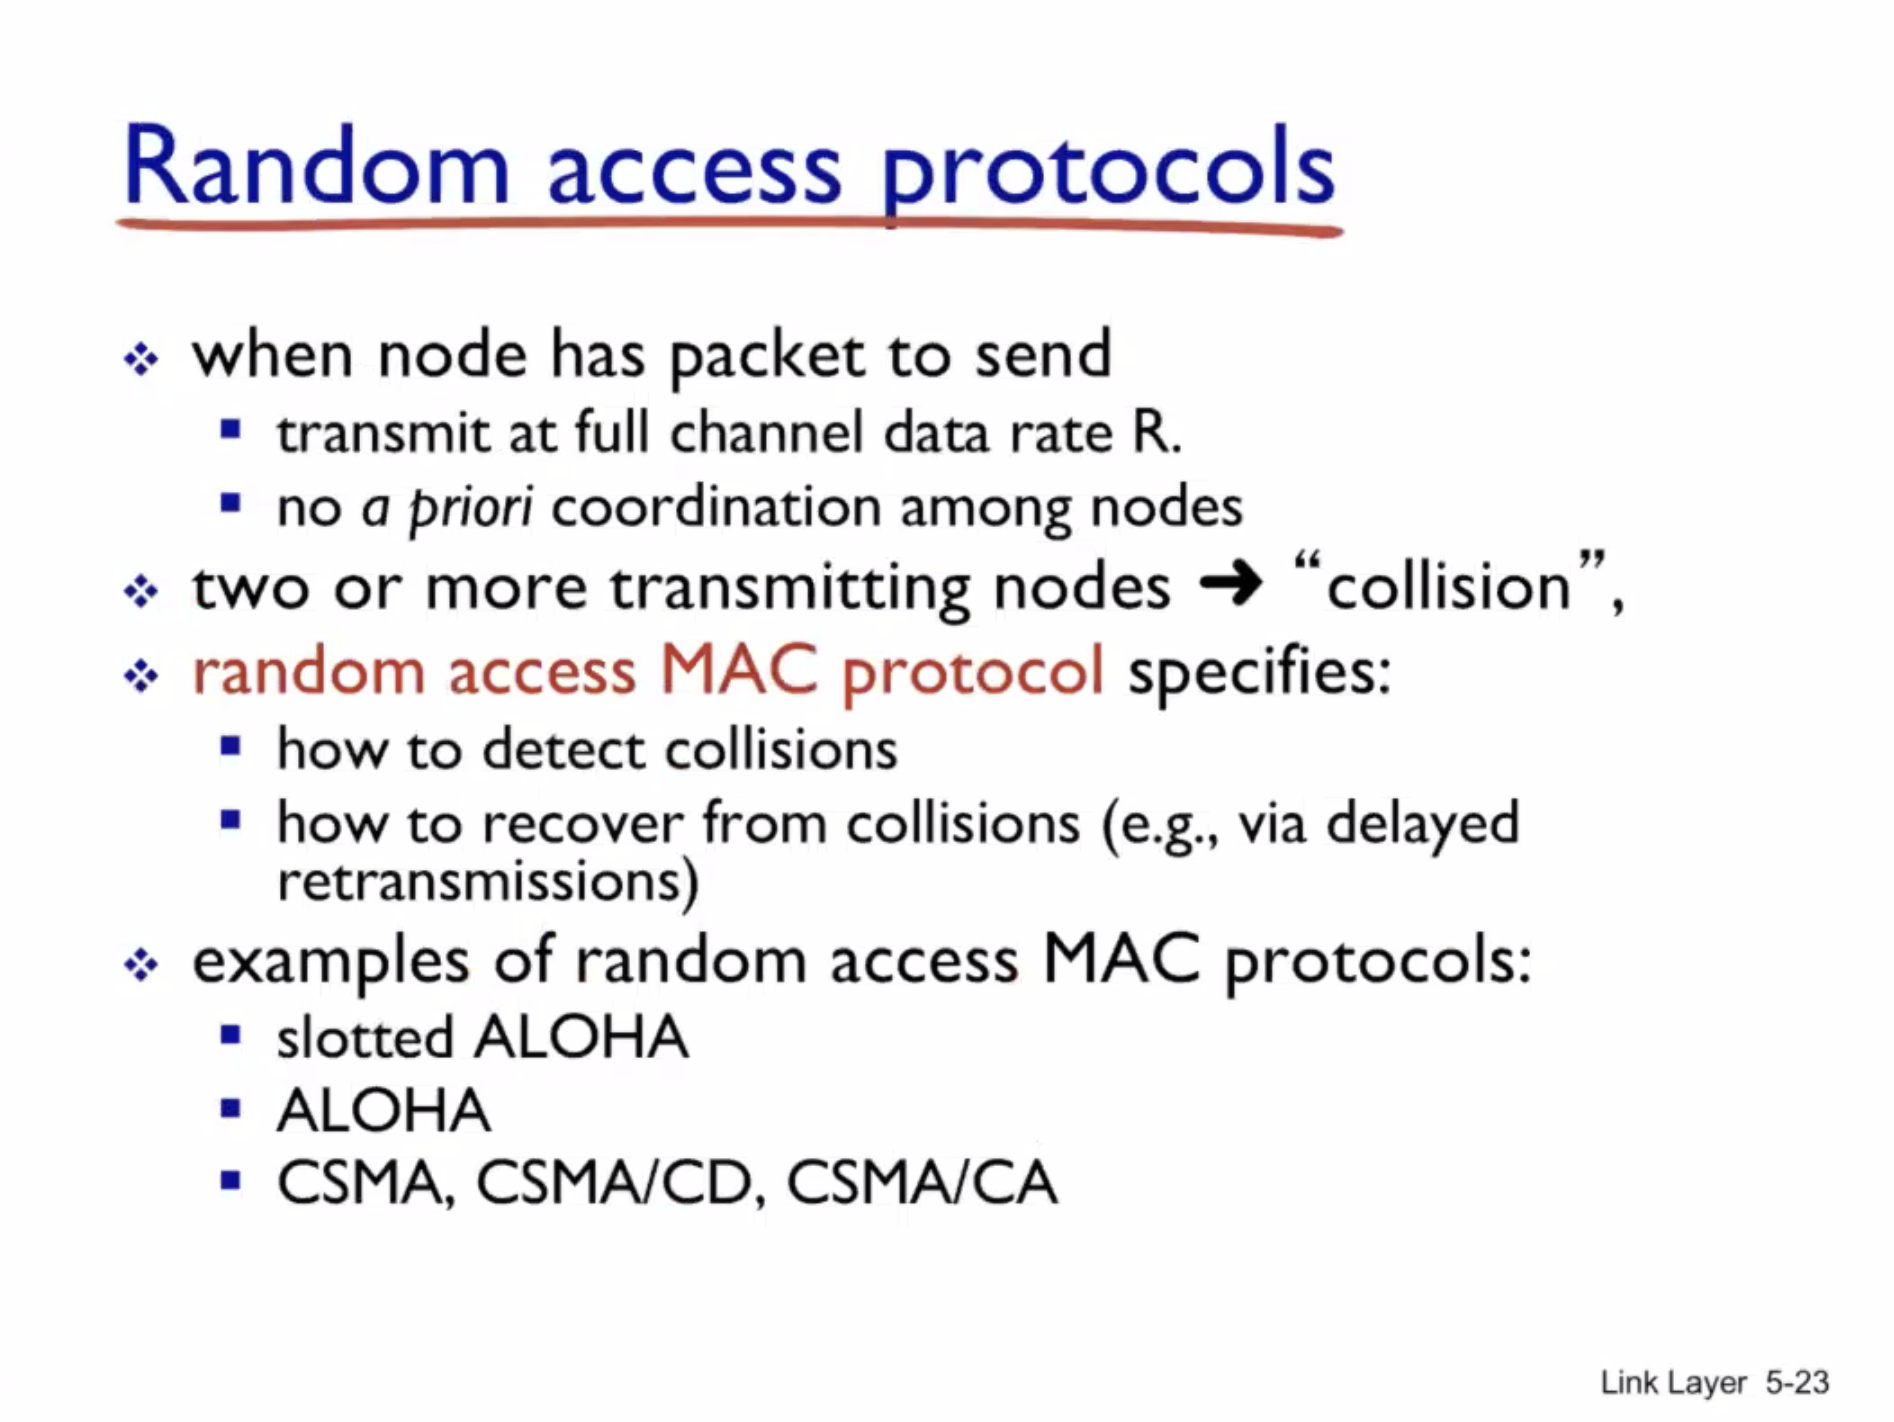 Random access protocols
when node has packet to send
transmit at full channel data rate R.
no a priori coordination among nodes
two or more transmitting nodes ➜ “collision”,
random access MAC protocol specifies:
how to detect collisions
how to recover from collisions (e.g., via delayed
retransmissions)
examples of random access MAC protocols:
slotted ALOHA
ALOHA
CSMA, CSMA/CD, CSMA/CA
Link Layer 5-23